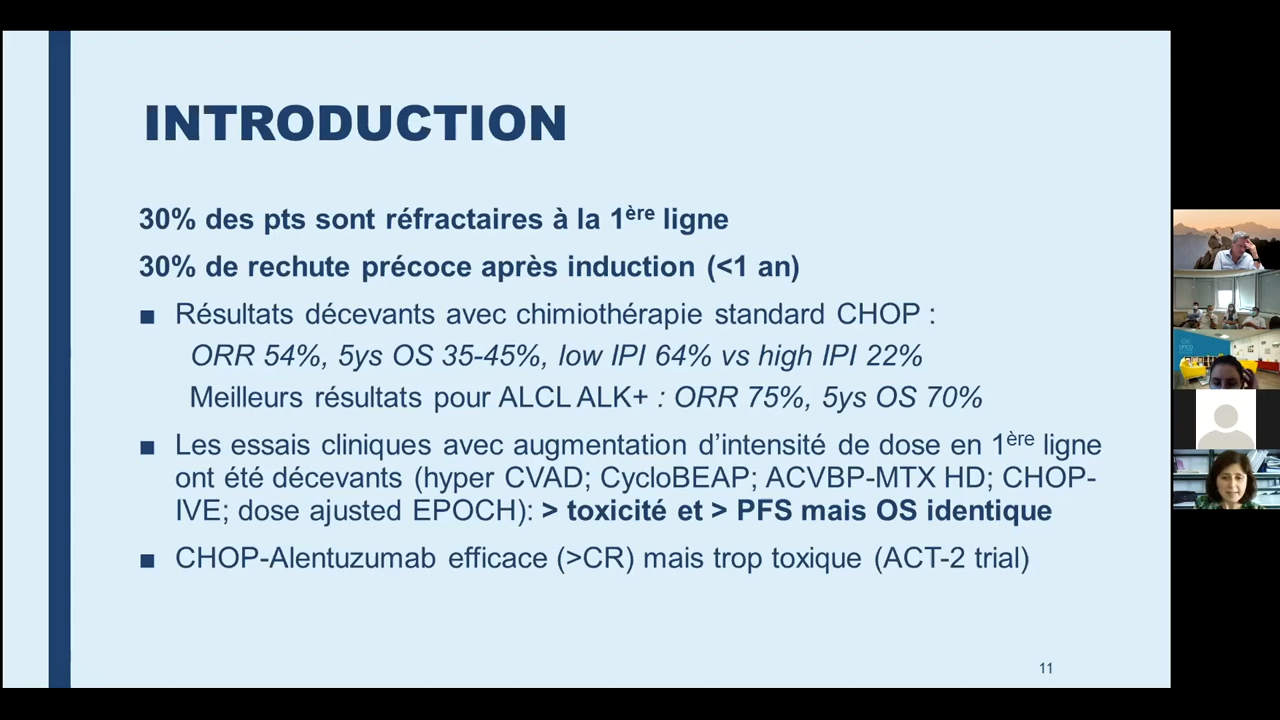 INTRODUCTION
30% des pts sont réfractaires à la 1ère ligne
30% de rechute précoce après induction (<1 an)
■ Résultats décevants avec chimiothérapie standard CHOP :
ORR 54%, 5ys OS 35-45%, low IPI 64% vs high IPI 22%
Meilleurs résultats pour ALCL ALK+ : ORR 75%, 5ys OS 70%
■ Les essais cliniques avec augmentation d’intensité de dose en 1ère ligne
ont été décevants (hyper CVAD; CycloBEAP; ACVBP-MTX HD; CHOP-
IVE; dose ajusted EPOCH): > toxicité et > PFS mais OS identique
■ CHOP-Alentuzumab efficace (>CR) mais trop toxique (ACT-2 trial)
11